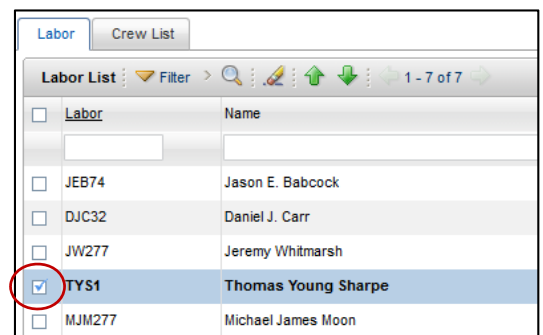 Labor Crew List
Labor List Filter > 1 - 7 of 7
Labor Name
JEB74 Jason E. Babcock
DJC32 Daniel J. Carr
JW277 Jeremy Whitmarsh
TYS1 Thomas Young Sharpe
MJM277 Michael James Moon